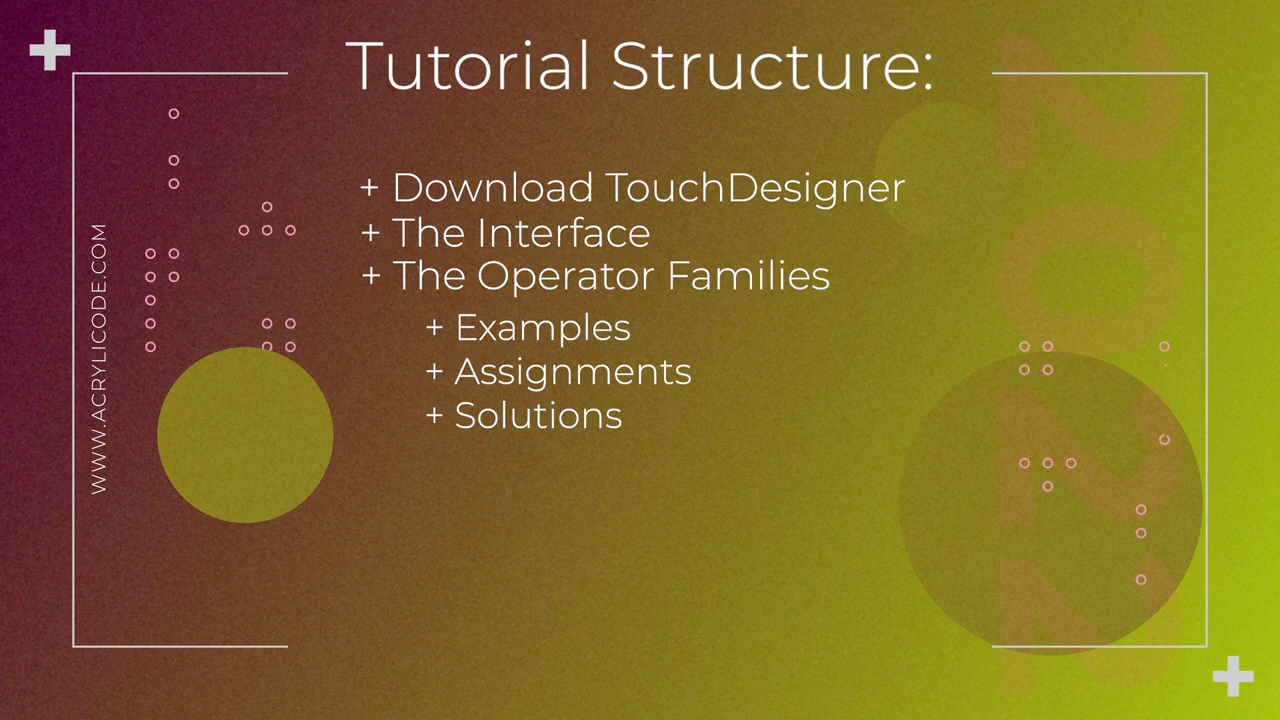 Tutorial Structure:
+ Download TouchDesigner
+ The Interface
+ The Operator Families
+ Examples
+ Assignments
+ Solutions
WWW.ACRYLICODE.COM
2022